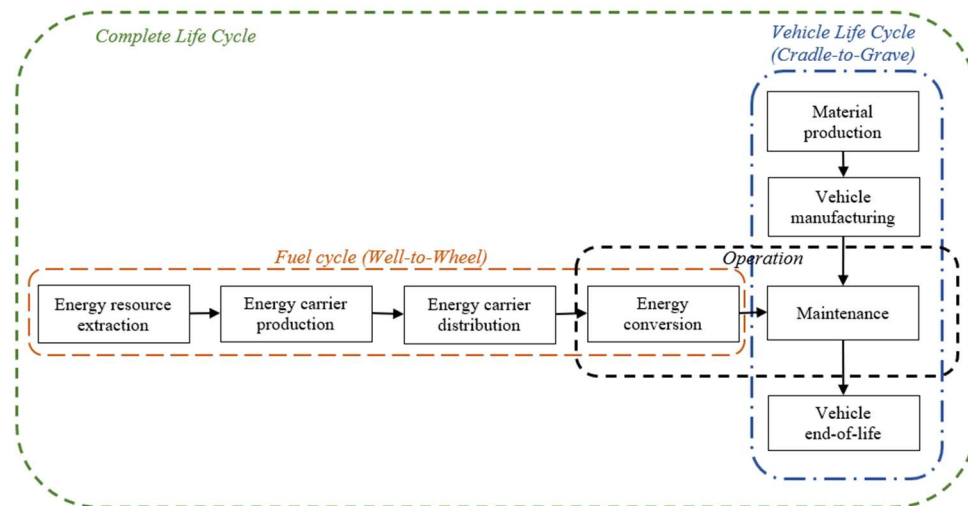 Complete Life Cycle
Vehicle Life Cycle
(Cradle-to-Grave)
Material
production
Vehicle
manufacturing
Fuel cycle (Well-to-Wheel)
Operation
Energy resource
extraction
Energy carrier
production
Energy carrier
distribution
Energy
conversion
Maintenance
Vehicle
end-of-life